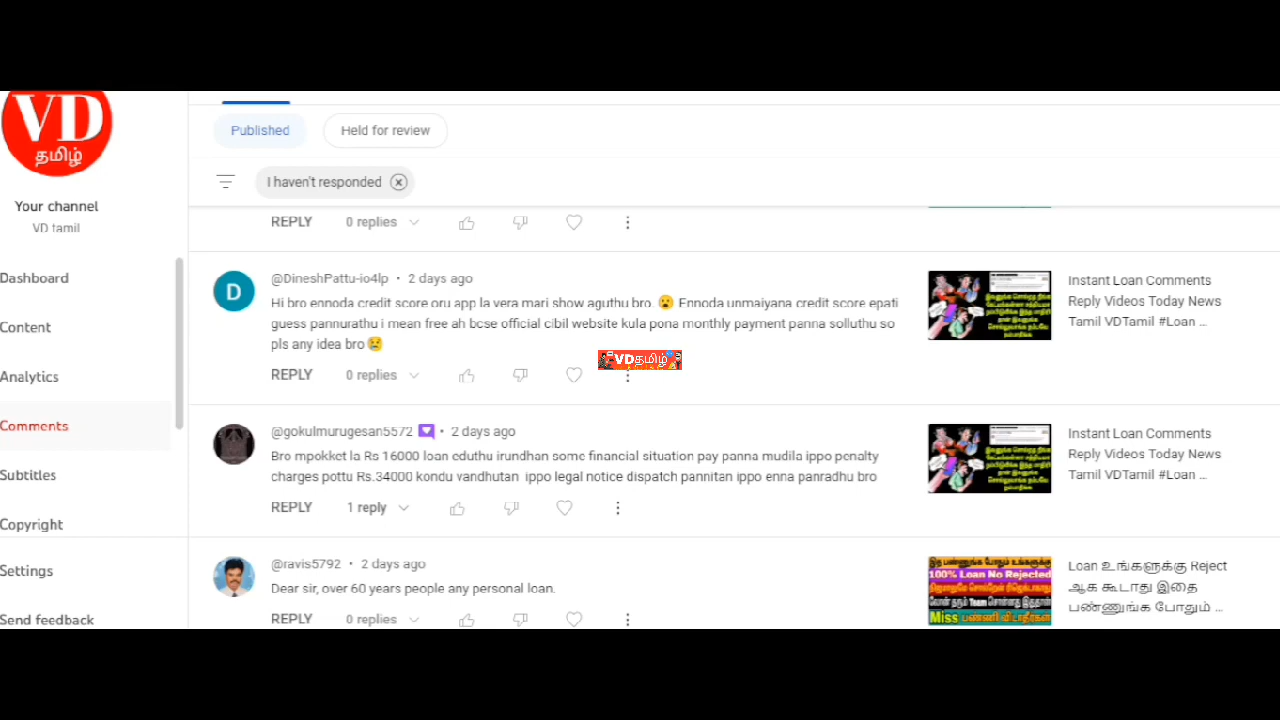 VD
தமிழ்
Your channel
VD tamil
Dashboard
Content
Analytics
Comments
Subtitles
Copyright
Settings
Send feedback
Published
Held for review
I haven't responded
REPLY
0 replies
@DineshPattu-io4lp • 2 days ago
Hi bro ennoda credit score oru app la vera mari show aguthu bro. 😮 Ennoda unmaiyana credit score epati
guess pannurathu i mean free ah bcse official cibil website kula pona monthly payment panna solluthu so
pls any idea bro😢
REPLY
0 replies
Instant Loan Comments
Reply Videos Today News
Tamil VDTamil #Loan ...
VDதமிழ்
@gokulmurugesan5572 • 2 days ago
Bro mpokket la Rs 16000 loan eduthu irundhan some financial situation pay panna mudila ippo penalty
charges pottu Rs.34000 kondu vandhutan ippo legal notice dispatch pannitan ippo enna panradhu bro
REPLY
1 reply
Instant Loan Comments
Reply Videos Today News
Tamil VDTamil #Loan ...
@ravis5792 • 2 days ago
Dear sir, over 60 years people any personal loan.
REPLY
0 replies
100% Loan No Rejected
Miss பண்ணி விடாதீர்கள்
Loan உங்களுக்கு Reject
ஆக கூடாது இதை
பண்ணுங்க போதும் ...